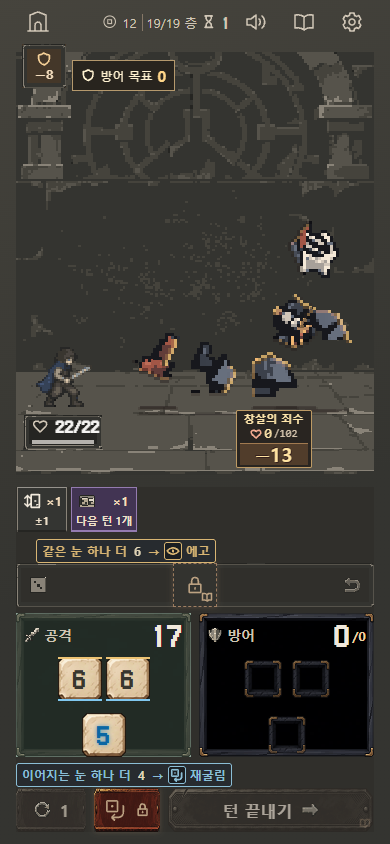 12 19/19 층 1
–8
방어 목표 0
22/22
창살의 죄수
0/102
–13
×1
±1
×1
다음 턴 1개
같은 눈 하나 더 6 → 예고
공격 17
방어 0/0
6 6
5
이어지는 눈 하나 더 4 → 재굴림
1
턴 끝내기 ➡